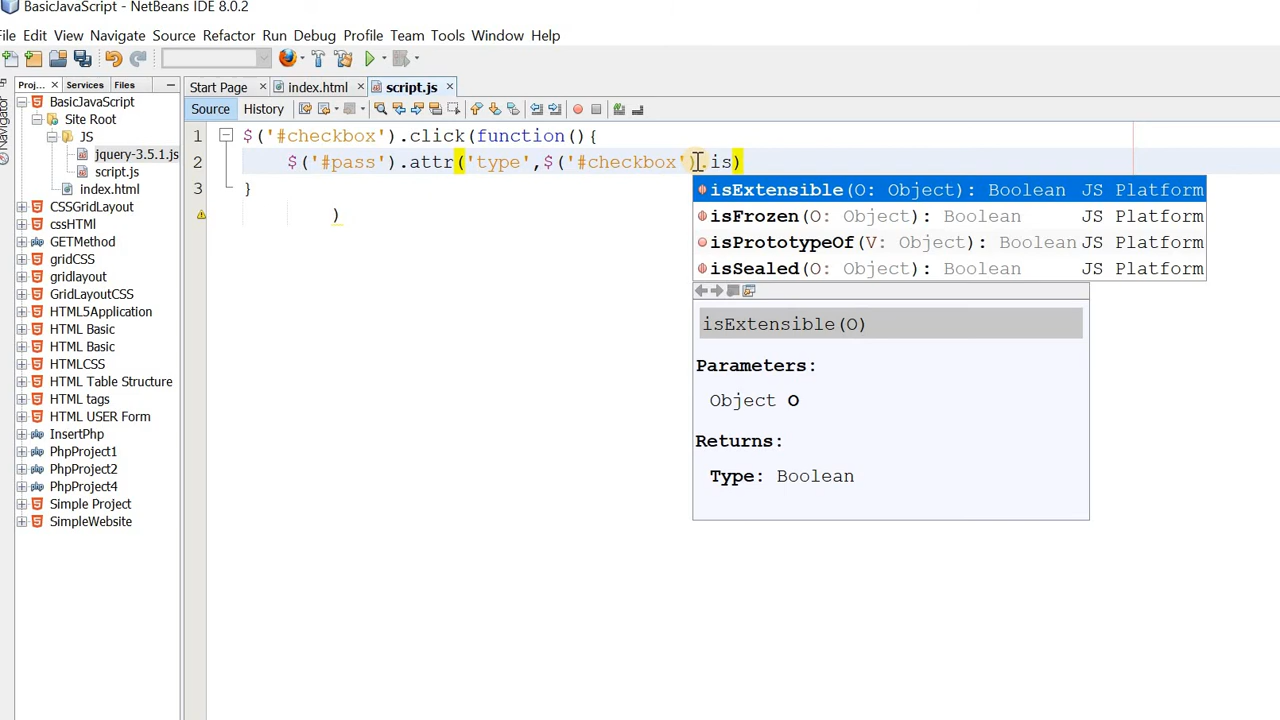 BasicJavaScript - NetBeans IDE 8.0.2
File Edit View Navigate Source Refactor Run Debug Profile Team Tools Window Help
Proj... Services Files
Start Page index.html script.js
Navigator
Source History
BasicJavaScript
Site Root
JS
jquery-3.5.1.js
script.js
index.html
CSSGridLayout
cssHTMl
GETMethod
gridCSS
gridlayout
GridLayoutCSS
HTML5Application
HTML Basic
HTML Basic
HTMLCSS
HTML Table Structure
HTML tags
HTML USER Form
InsertPhp
PhpProject1
PhpProject2
PhpProject4
Simple Project
SimpleWebsite
1 $('#checkbox').click(function(){
2 $('#pass').attr('type',$('#checkbox').is)
3 }
)
isExtensible(O: Object): Boolean JS Platform
isFrozen(O: Object): Boolean JS Platform
isPrototypeOf(V: Object): Boolean JS Platform
isSealed(O: Object): Boolean JS Platform
isExtensible(O)
Parameters:
Object O
Returns:
Type: Boolean